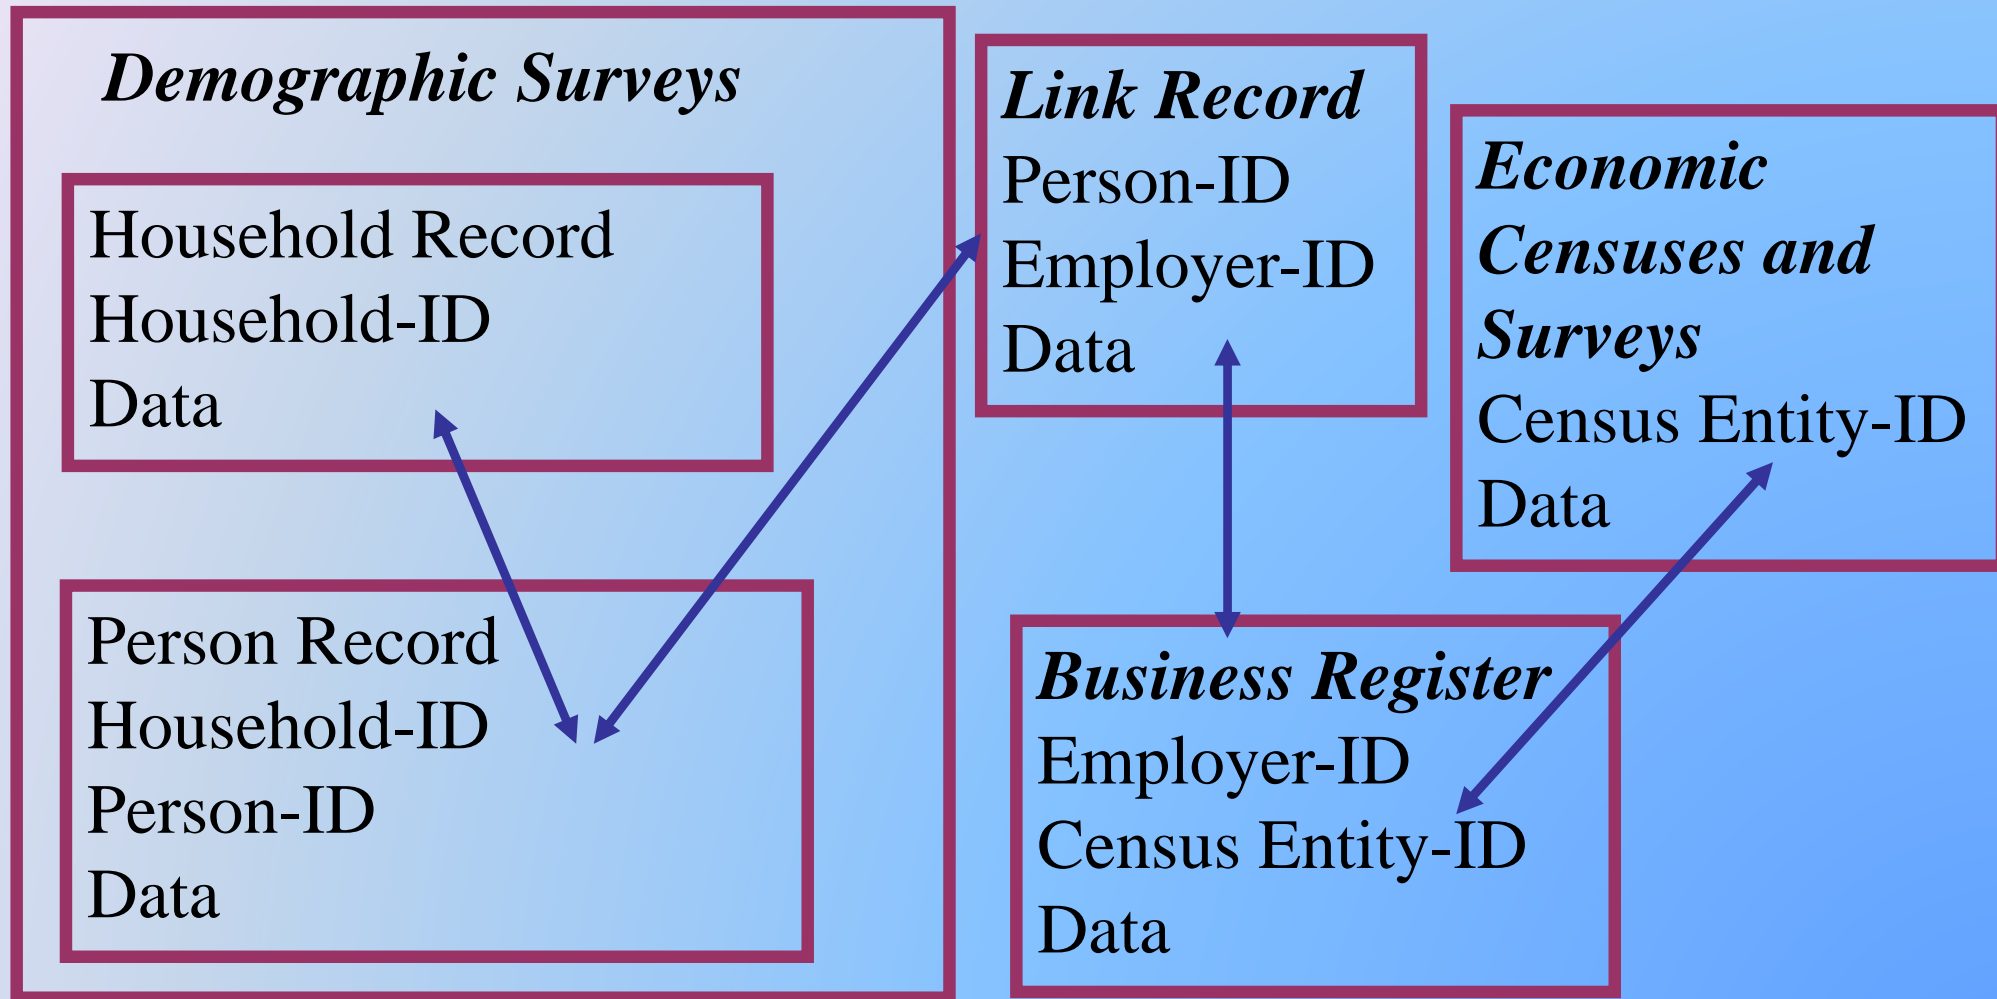 Demographic Surveys
Household Record
Household-ID
Data
Person Record
Household-ID
Person-ID
Data
Link Record
Person-ID
Employer-ID
Data
Business Register
Employer-ID
Census Entity-ID
Data
Economic
Censuses and
Surveys
Census Entity-ID
Data